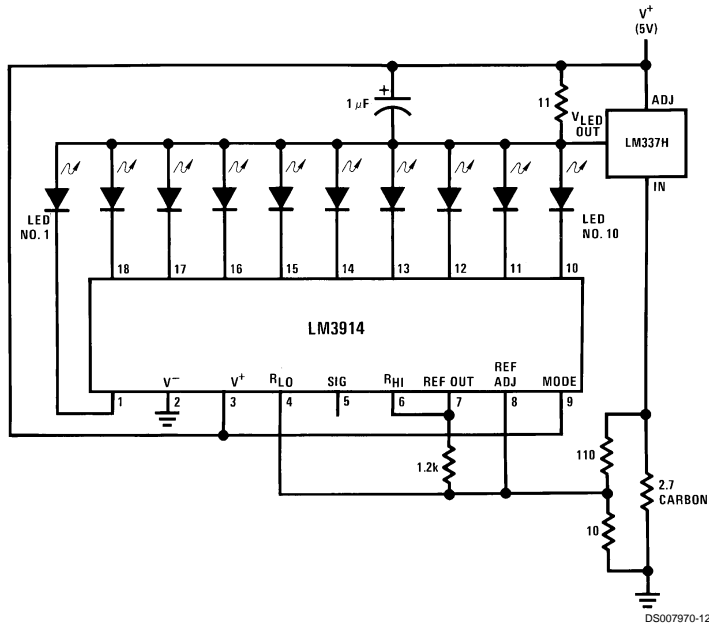 V+
(5V)
+
1 μF
11
VLED
OUT
ADJ
LM337H
IN
LED
NO. 1
LED
NO. 10
18
17
16
15
14
13
12
11
10
LM3914
V−
V+
RLO
SIG
RHI
REF OUT
REF
ADJ
MODE
1
2
3
4
5
6
7
8
9
1.2k
110
10
2.7
CARBON
DS007970-12